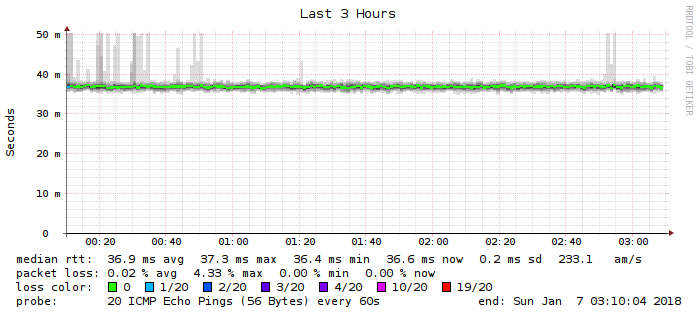 Last 3 Hours
RRDTOOL / TOBI OETIKER
Seconds
50 m
40 m
30 m
20 m
10 m
0
00:20 00:40 01:00 01:20 01:40 02:00 02:20 02:40 03:00
median rtt: 36.9 ms avg 37.3 ms max 36.4 ms min 36.6 ms now 0.2 ms sd 233.1 am/s
packet loss: 0.02 % avg 4.33 % max 0.00 % min 0.00 % now
loss color: 0 1/20 2/20 3/20 4/20 10/20 19/20
probe: 20 ICMP Echo Pings (56 Bytes) every 60s end: Sun Jan 7 03:10:04 2018